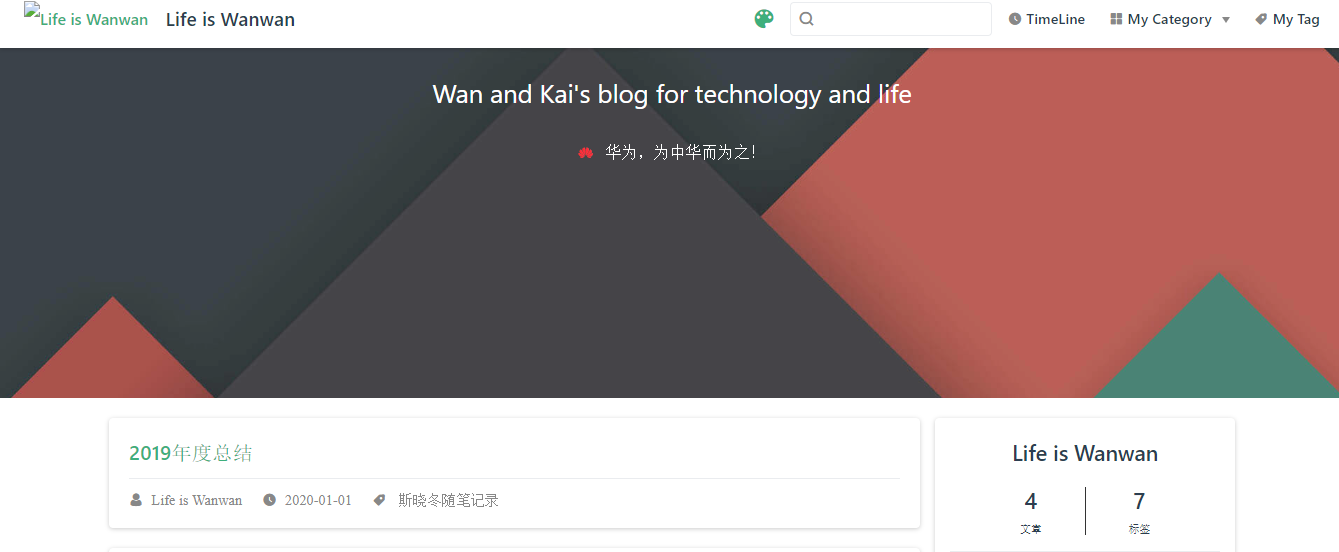 Life is Wanwan Life is Wanwan TimeLine My Category My Tag
Wan and Kai's blog for technology and life
华为，为中华而为之！
2019年度总结
Life is Wanwan 2020-01-01 斯晓冬随笔记录
Life is Wanwan
4 7
文章 标签